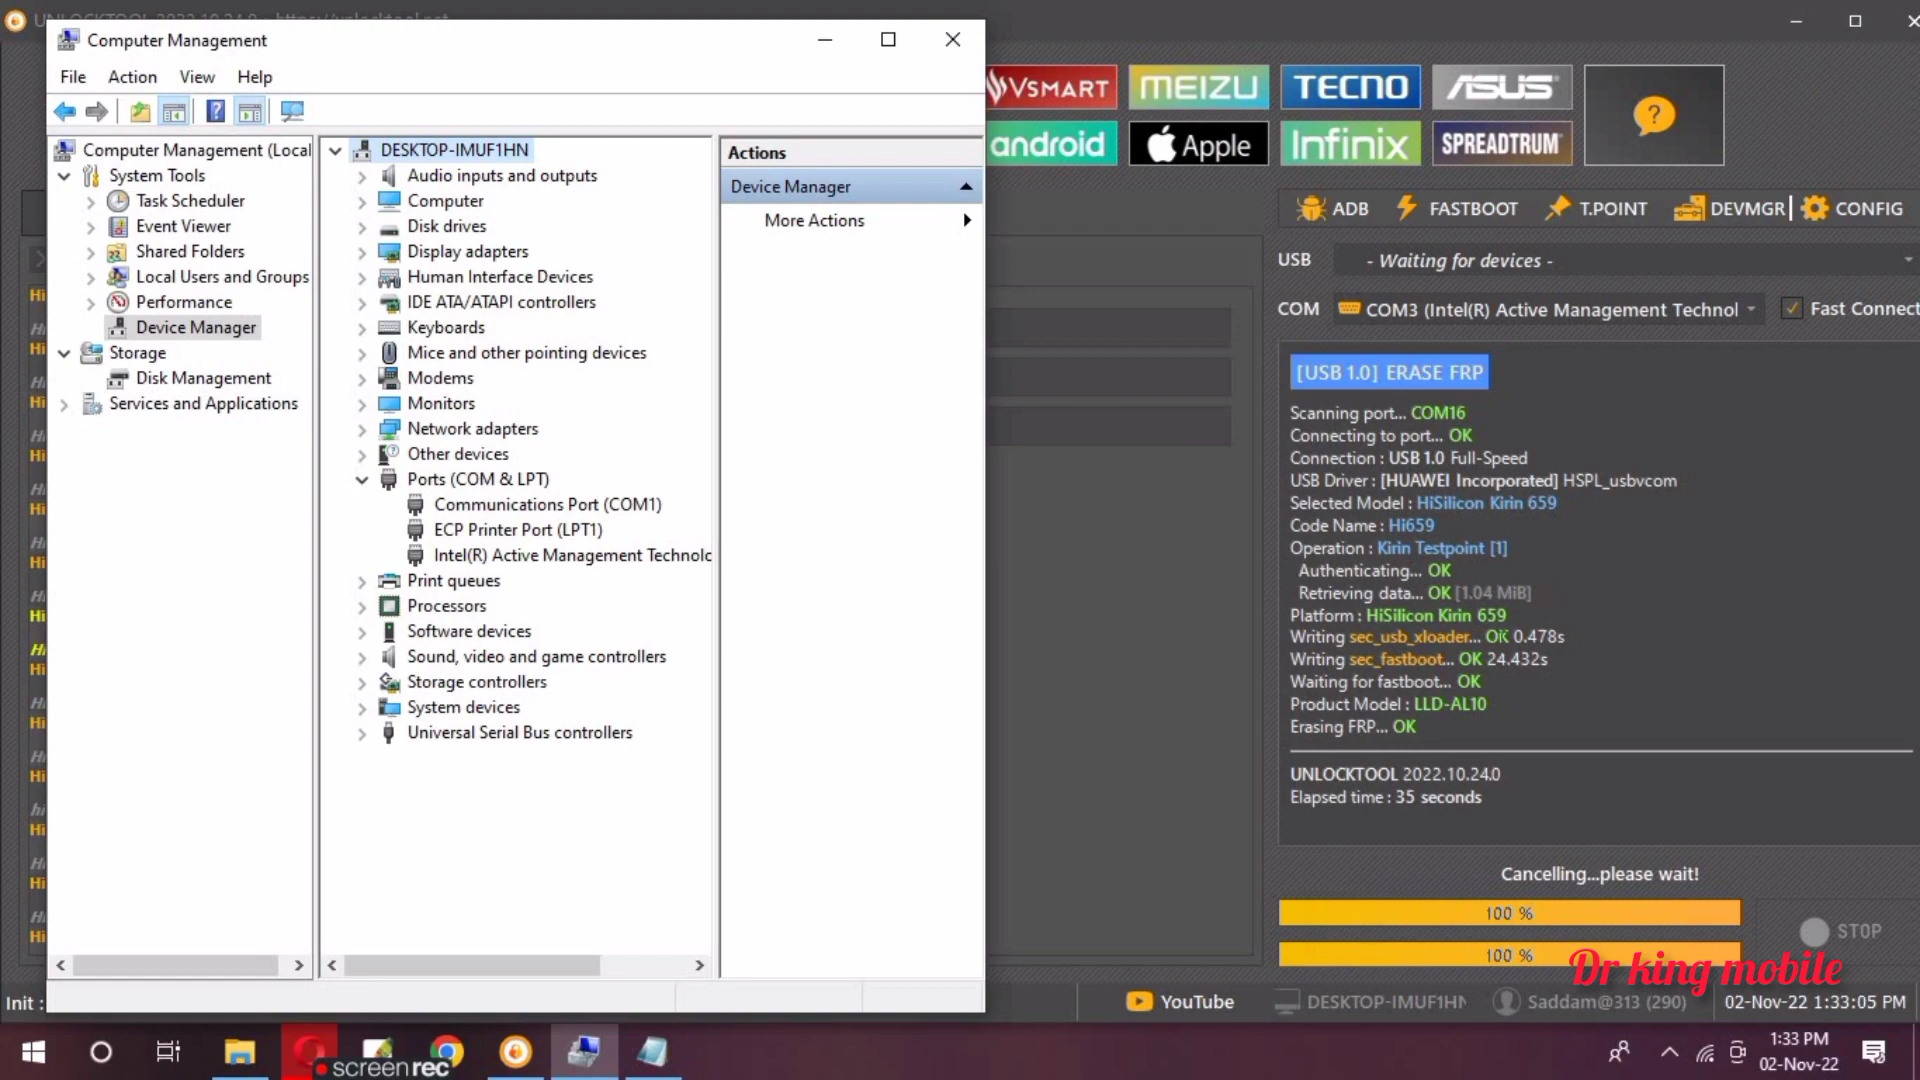 UNLOCKTOOL 2022.10.24.0 - https://unlocktool.net
Computer Management
File Action View Help
Computer Management (Local
System Tools
Task Scheduler
Event Viewer
Shared Folders
Local Users and Groups
Performance
Device Manager
Storage
Disk Management
Services and Applications
DESKTOP-IMUF1HN
Audio inputs and outputs
Computer
Disk drives
Display adapters
Human Interface Devices
IDE ATA/ATAPI controllers
Keyboards
Mice and other pointing devices
Modems
Monitors
Network adapters
Other devices
Ports (COM & LPT)
Communications Port (COM1)
ECP Printer Port (LPT1)
Intel(R) Active Management Technolo
Print queues
Processors
Software devices
Sound, video and game controllers
Storage controllers
System devices
Universal Serial Bus controllers
Actions
Device Manager
More Actions
VSMART MEIZU TECNO ASUS
android Apple Infinix SPREADTRUM
ADB FASTBOOT T.POINT DEVMGR CONFIG
USB - Waiting for devices -
COM COM3 (Intel(R) Active Management Technol Fast Connect
[USB 1.0] ERASE FRP
Scanning port... COM16
Connecting to port... OK
Connection : USB 1.0 Full-Speed
USB Driver : [HUAWEI Incorporated] HSPL_usbvcom
Selected Model : HiSilicon Kirin 659
Code Name : Hi659
Operation : Kirin Testpoint [1]
Authenticating... OK
Retrieving data... OK [1.04 MiB]
Platform : HiSilicon Kirin 659
Writing sec_usb_xloader... OK 0.478s
Writing sec_fastboot... OK 24.432s
Waiting for fastboot... OK
Product Model : LLD-AL10
Erasing FRP... OK
UNLOCKTOOL 2022.10.24.0
Elapsed time : 35 seconds
Cancelling...please wait!
100 %
100 %
STOP
Dr king mobile
Init :
YouTube DESKTOP-IMUF1HN Saddam@313 (290) 02-Nov-22 1:33:05 PM
screenrec
1:33 PM
02-Nov-22